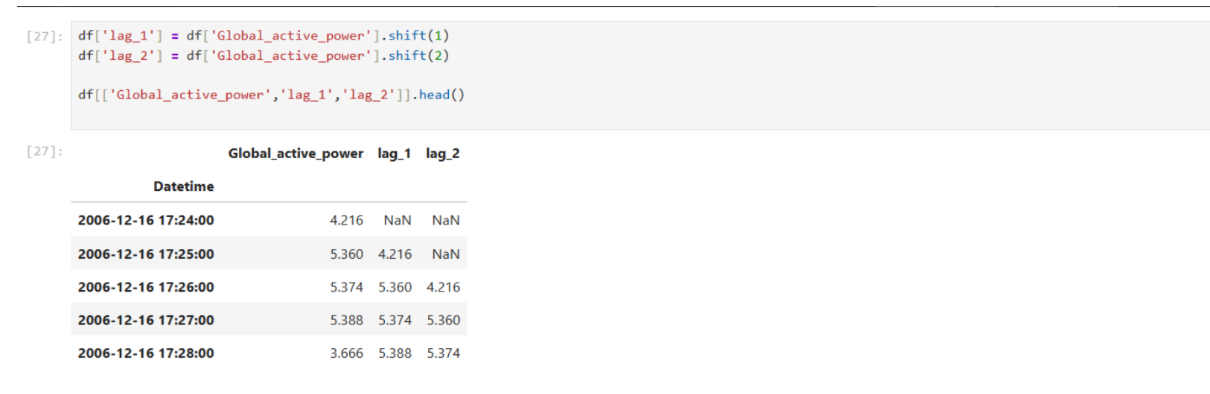 [27]: df['lag_1'] = df['Global_active_power'].shift(1)
df['lag_2'] = df['Global_active_power'].shift(2)
df[['Global_active_power','lag_1','lag_2']].head()
[27]:
Global_active_power lag_1 lag_2
Datetime
2006-12-16 17:24:00 4.216 NaN NaN
2006-12-16 17:25:00 5.360 4.216 NaN
2006-12-16 17:26:00 5.374 5.360 4.216
2006-12-16 17:27:00 5.388 5.374 5.360
2006-12-16 17:28:00 3.666 5.388 5.374